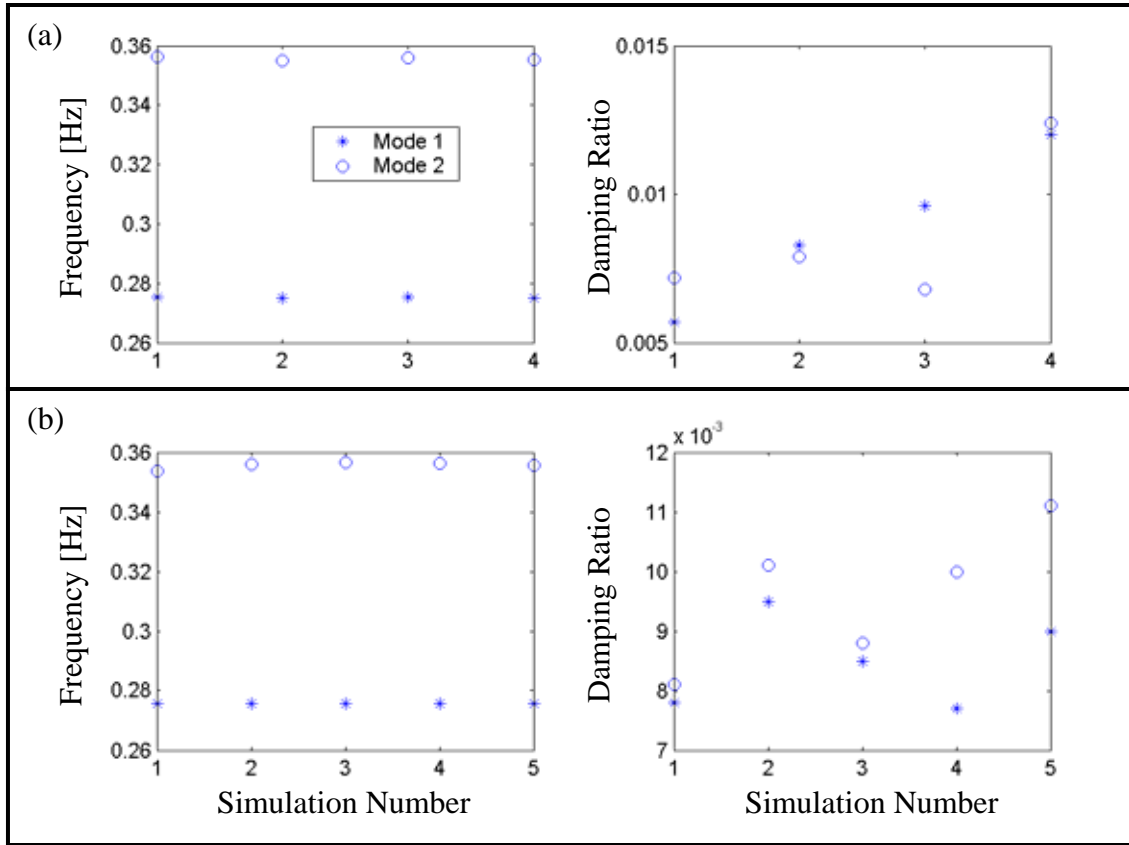 (a)
Frequency [Hz]
0.36
0.34
0.32
0.3
0.28
0.26
1 2 3 4
Mode 1
Mode 2
Damping Ratio
0.015
0.01
0.005
1 2 3 4
(b)
Frequency [Hz]
0.36
0.34
0.32
0.3
0.28
0.26
1 2 3 4 5
Simulation Number
Damping Ratio
x 10-3
12
11
10
9
8
7
1 2 3 4 5
Simulation Number